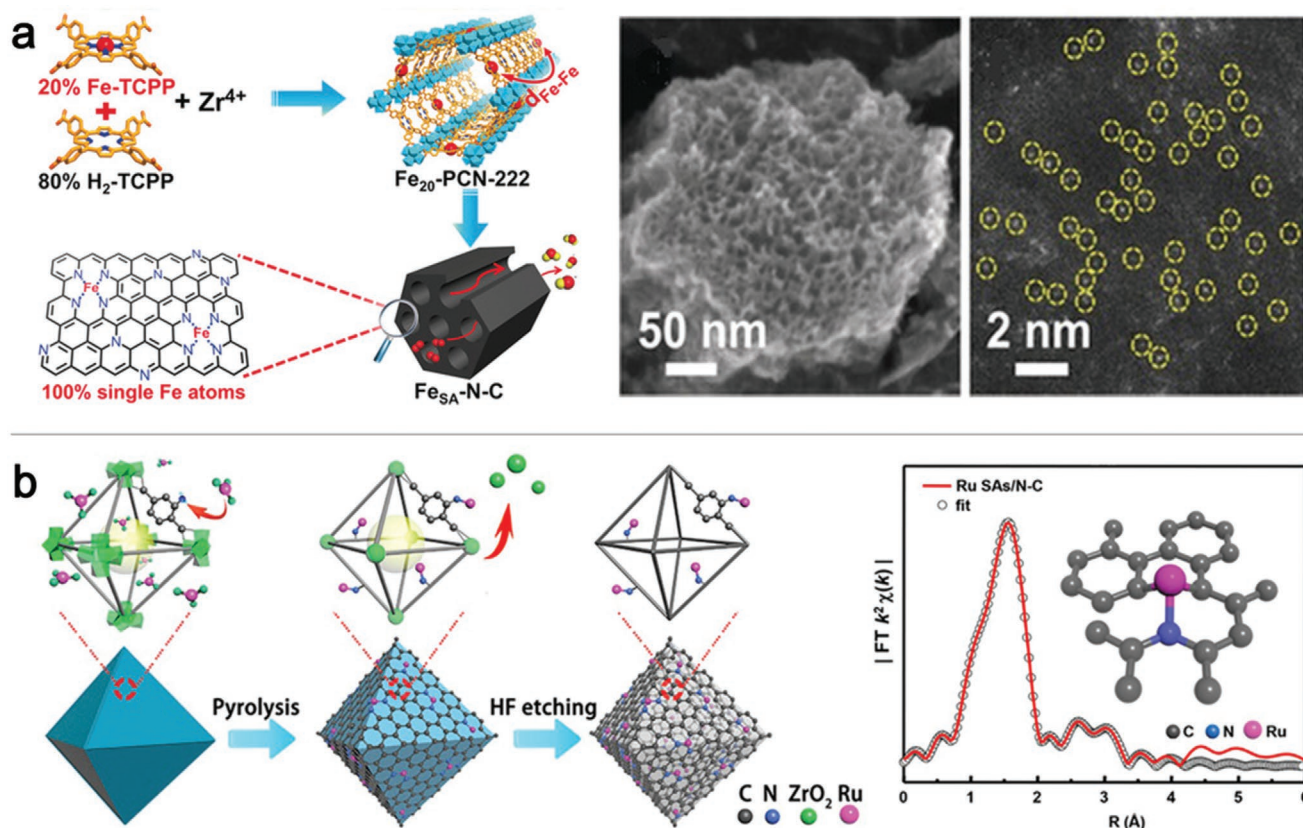 a
20% Fe-TCPP
+
80% H₂-TCPP
+ Zr⁴⁺
d Fe-Fe
Fe₂₀-PCN-222
N
N
N
N
N
Fe
N
N
N
N
N
Fe
N
N
N
100% single Fe atoms
FeSA-N-C
50 nm
2 nm
b
Pyrolysis
HF etching
C N ZrO₂ Ru
Ru SAs/N-C
fit
| FT k² χ(k) |
C N Ru
0 1 2 3 4 5 6
R (Å)